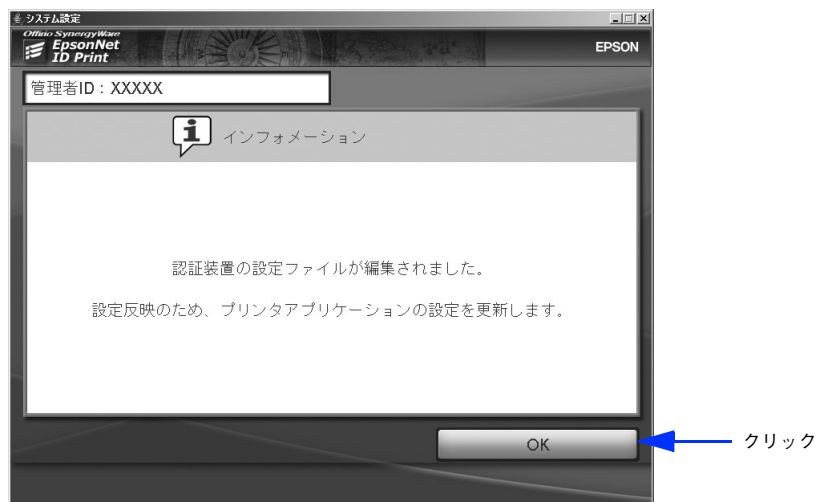 システム設定
Offirio SynergyWare
EpsonNet
ID Print
EPSON
管理者ID：XXXXX
インフォメーション
認証装置の設定ファイルが編集されました。
設定反映のため、プリンタアプリケーションの設定を更新します。
OK
クリック